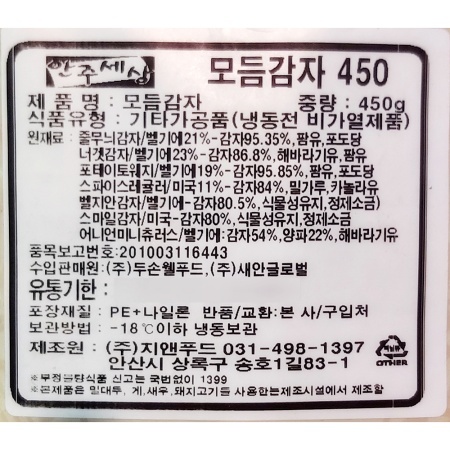 안주세상 모듬감자 450
제 품 명 : 모듬감자 중량 : 450g
식품유형 : 기타가공품(냉동전 비가열제품)
원재료 : 줄무늬감자/벨기에21%-감자95.35%, 팜유, 포도당
너겟감자/벨기에23%-감자86.8%, 해바라기유, 팜유
포테이토웨지/벨기에19%-감자95.85%, 팜유, 포도당
스파이스레귤러/미국11%-감자84%, 밀가루, 카놀라유
벨지안감자/벨기에-감자80.5%, 식물성유지, 정제소금)
스마일감자/미국-감자80%, 식물성유지, 정제소금
어니언미니츄러스/벨기에:감자54%, 양파22%, 해바라기유
품목보고번호:201003116443
수입판매원 : (주)두손웰푸드, (주)새안글로벌
유통기한 :
포장재질 : PE+나일론 반품/교환:본 사/구입처
보관방법 : -18℃이하 냉동보관
제조원 : (주)지앤푸드 031-498-1397
안산시 상록구 송호1길83-1
OTHER
※부정불량식품 신고는 국번없이 1399
※본제품은 밀대두, 게,새우,돼지고기를 사용한는제조시설에서 제조함